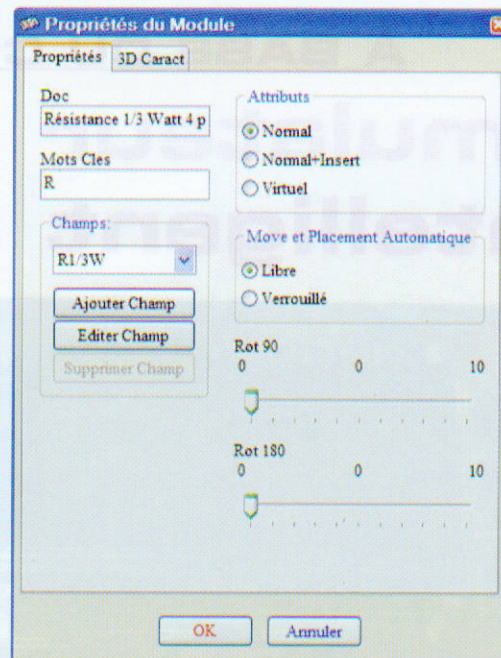 Propriétés du Module
Propriétés 3D Caract
Doc
Résistance 1/3 Watt 4 p
Mots Cles
R
Champs:
R1/3W
Ajouter Champ
Editer Champ
Supprimer Champ
Attributs
Normal
Normal+Insert
Virtuel
Move et Placement Automatique
Libre
Verrouillé
Rot 90
0 0 10
Rot 180
0 0 10
OK Annuler